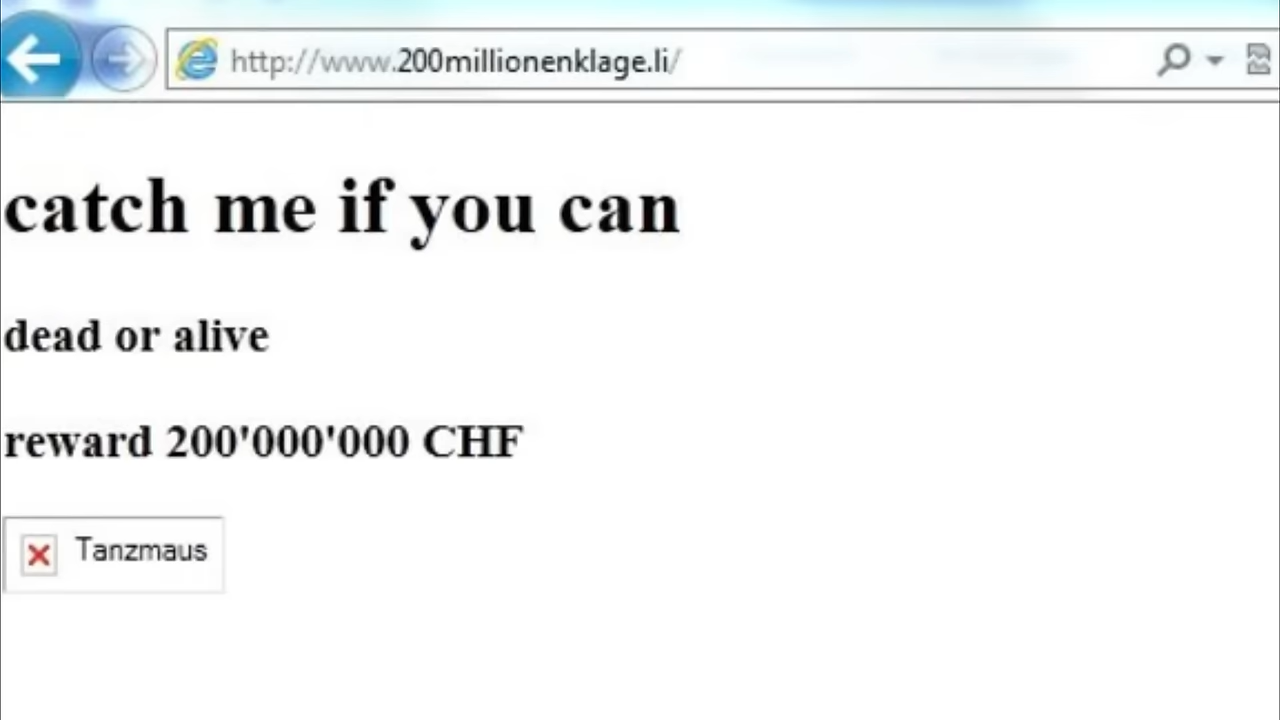 http://www.200millionenklage.li/
catch me if you can
dead or alive
reward 200'000'000 CHF
Tanzmaus